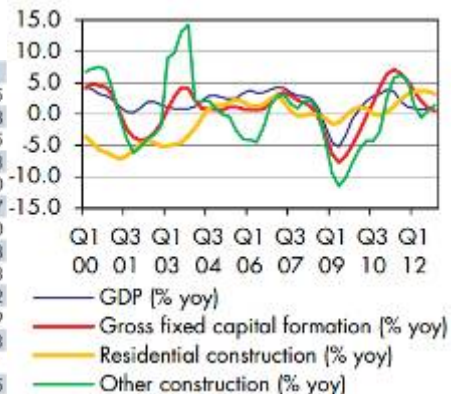 15.0
10.0
5.0
0.0
-5.0
-10.0
-15.0
Q1 Q3 Q1 Q3 Q1 Q3 Q1
00 01 03 04 06 07 09 10 12
GDP (% yoy)
Gross fixed capital formation (% yoy)
Residential construction (% yoy)
Other construction (% yoy)